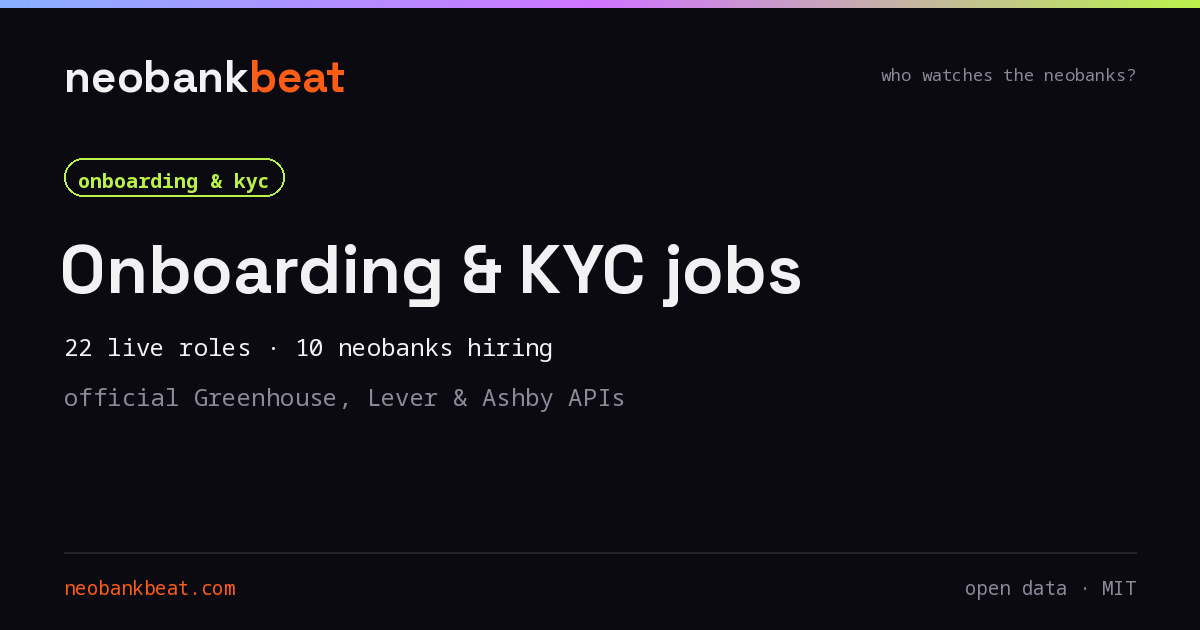 neobankbeat
who watches the neobanks?
onboarding & kyc
Onboarding & KYC jobs
22 live roles · 10 neobanks hiring
official Greenhouse, Lever & Ashby APIs
neobankbeat.com
open data · MIT